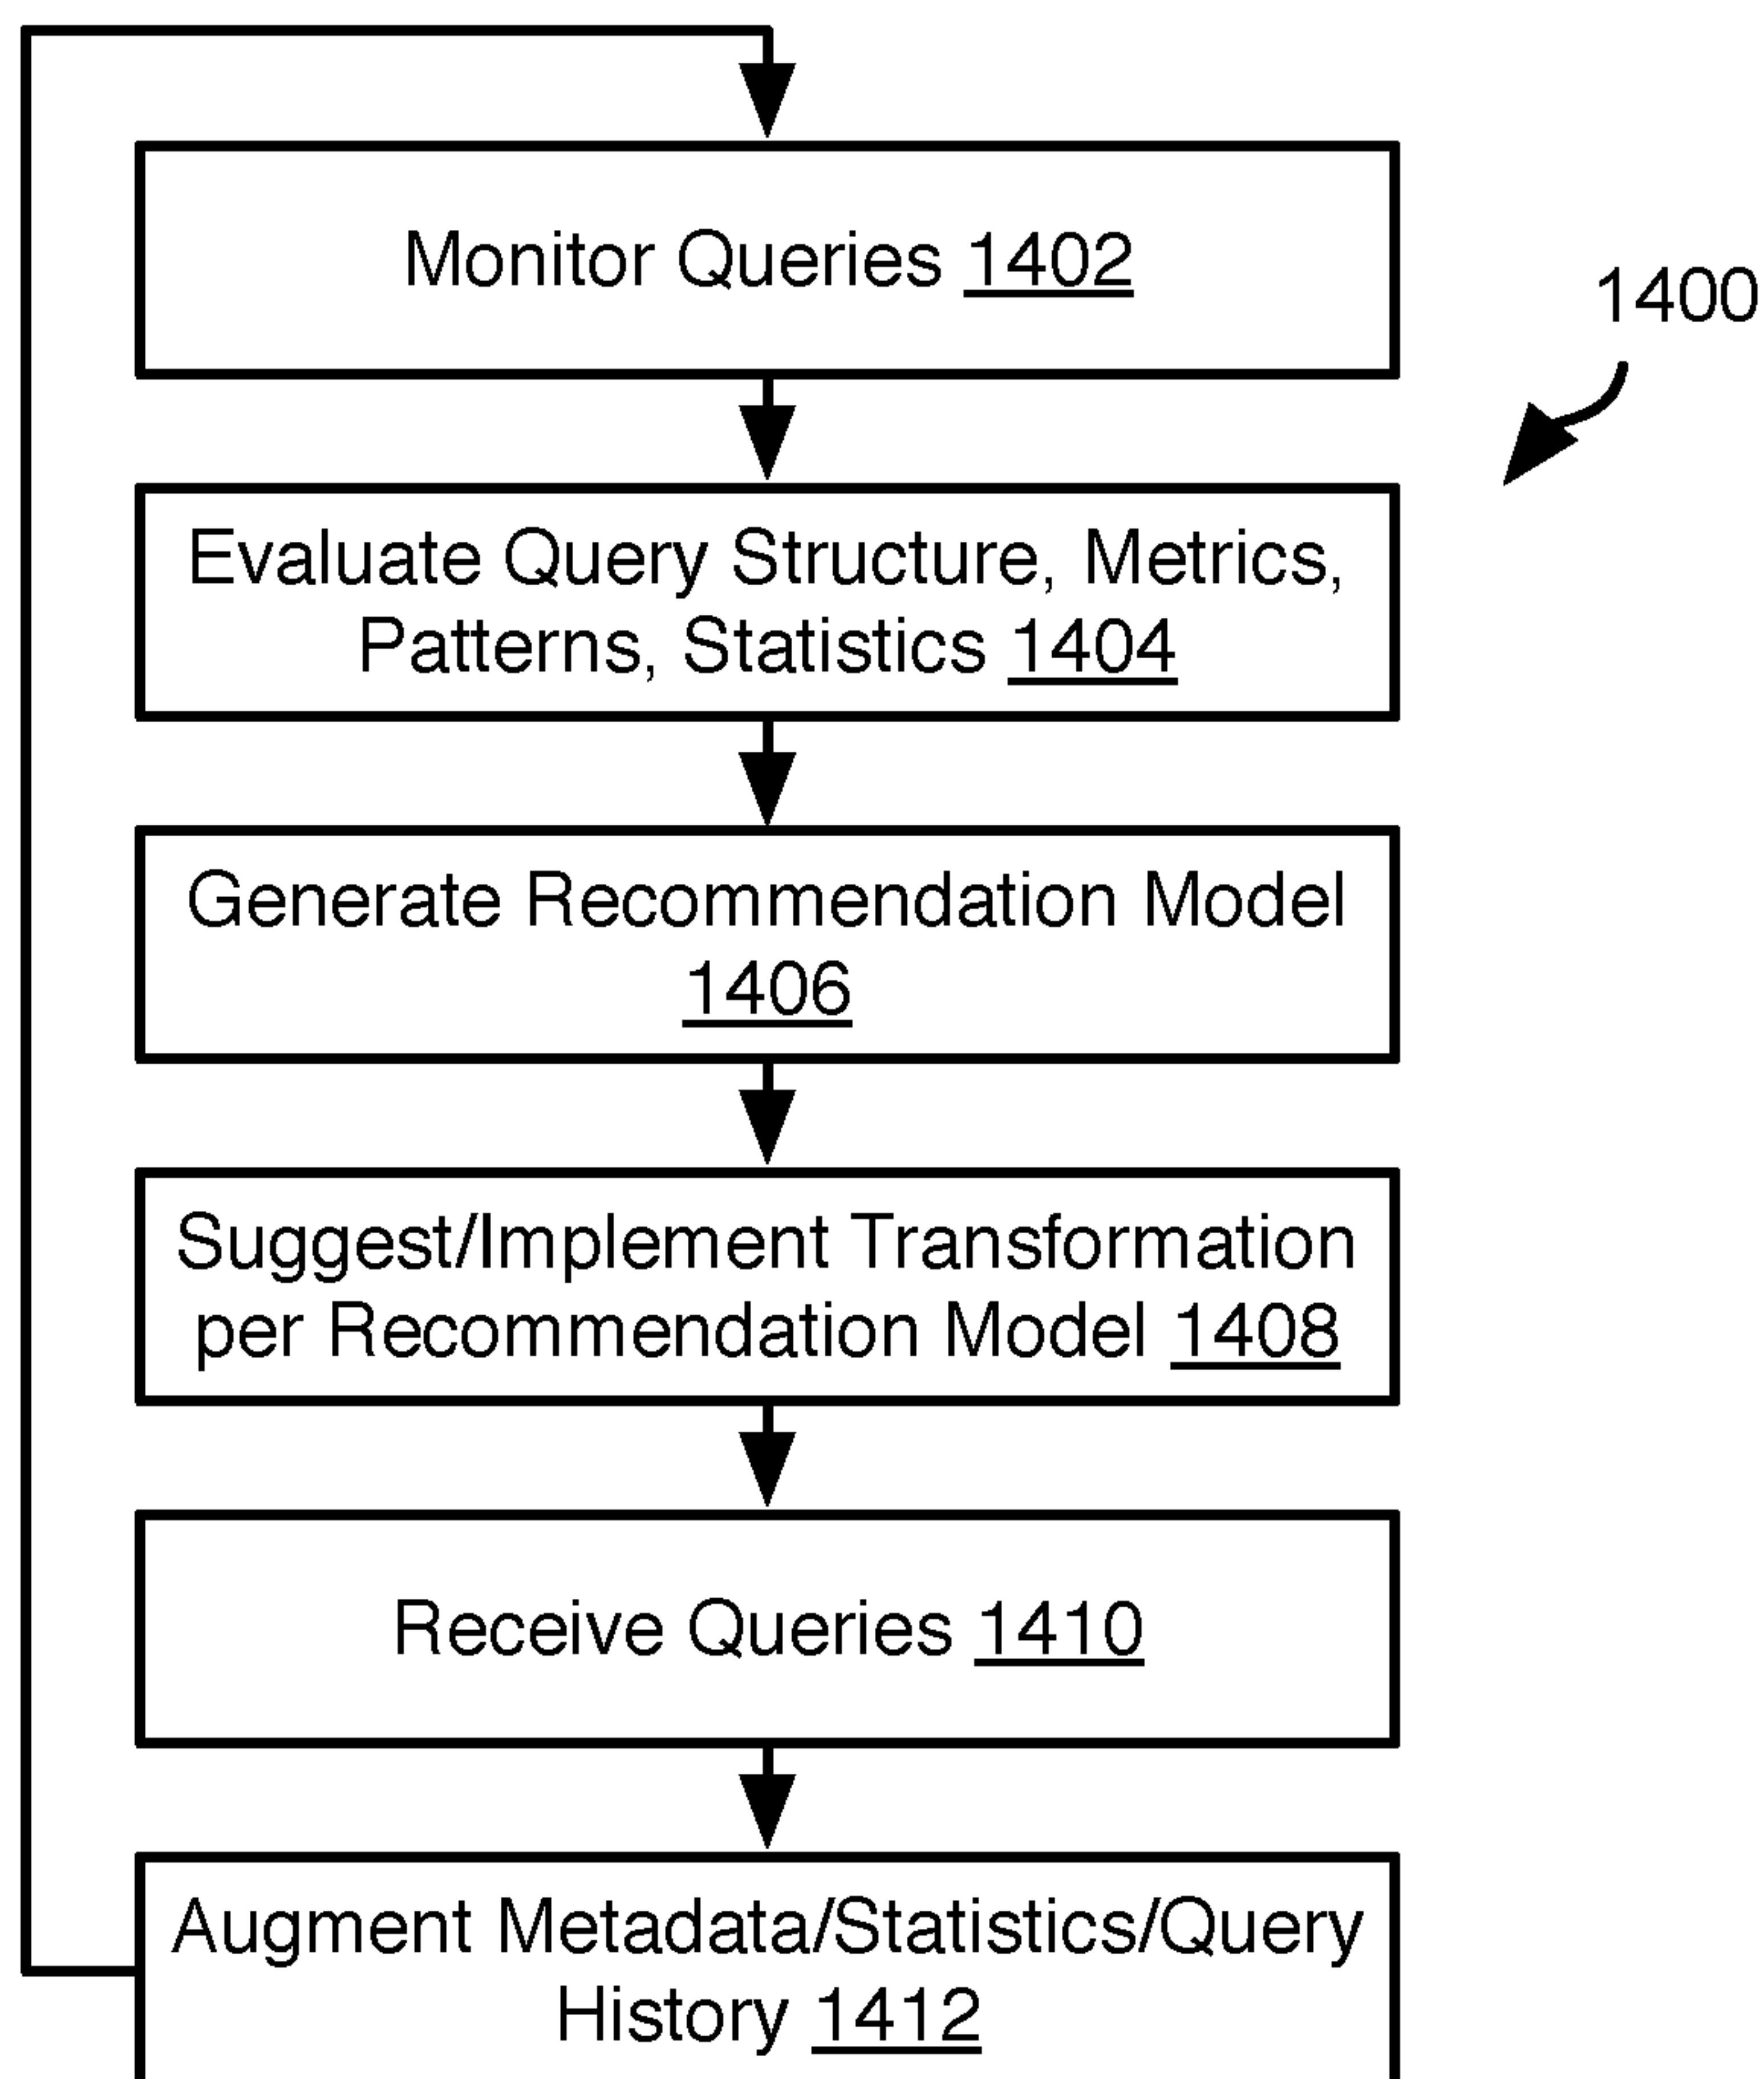 Monitor Queries 1402
1400
Evaluate Query Structure, Metrics,
Patterns, Statistics 1404
Generate Recommendation Model
1406
Suggest/Implement Transformation
per Recommendation Model 1408
Receive Queries 1410
Augment Metadata/Statistics/Query
History 1412